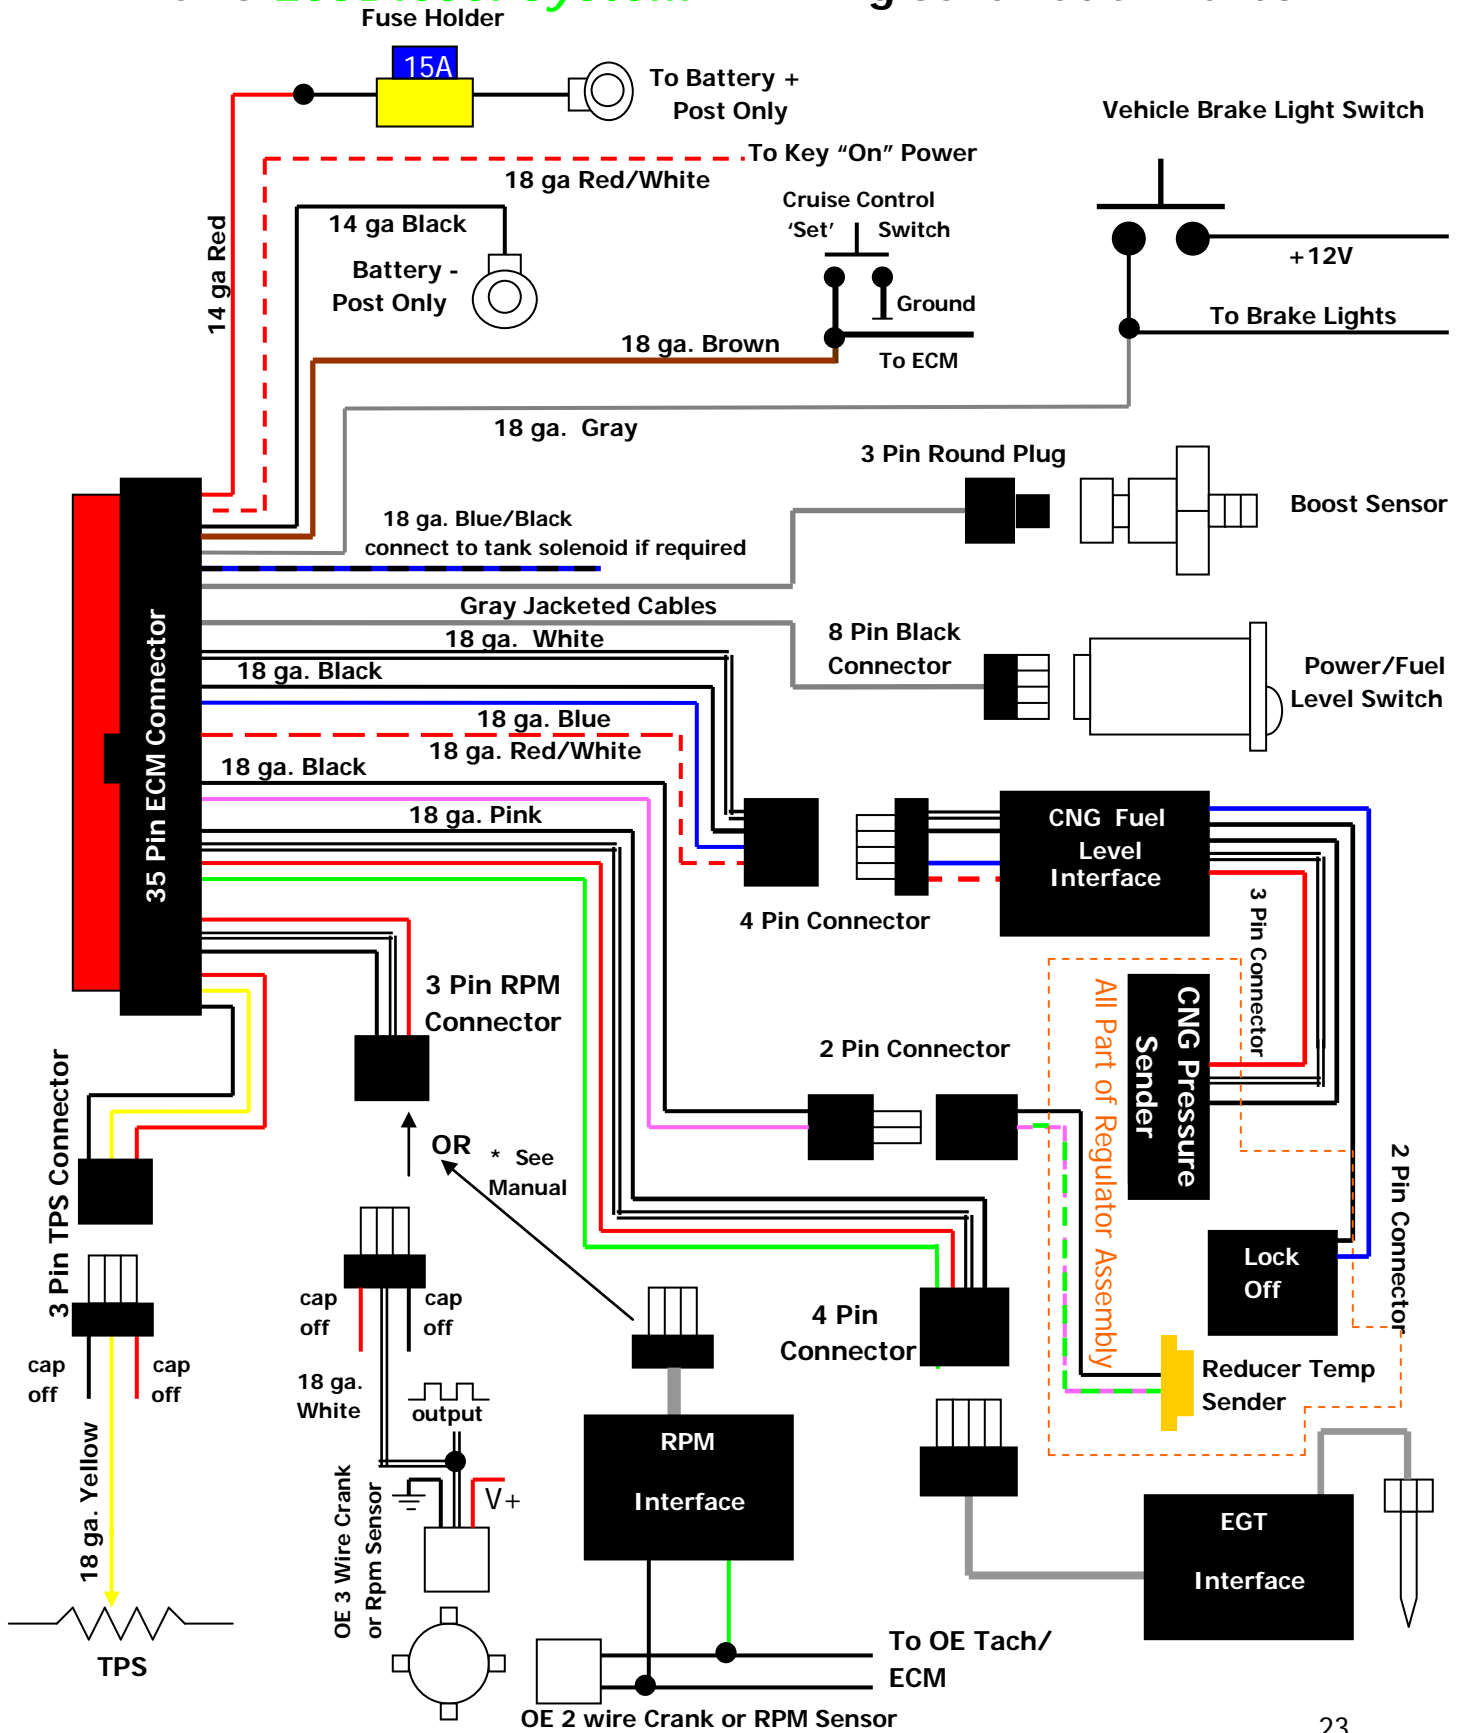 Fuse Holder
15A
To Battery +
Post Only
Vehicle Brake Light Switch
To Key “On” Power
18 ga Red/White
Cruise Control
‘Set’ Switch
14 ga Black
14 ga Red
Battery -
Post Only
+12V
Ground
To Brake Lights
18 ga. Brown
To ECM
18 ga. Gray
3 Pin Round Plug
Boost Sensor
18 ga. Blue/Black
connect to tank solenoid if required
Gray Jacketed Cables
8 Pin Black
Connector
Power/Fuel
Level Switch
18 ga. White
18 ga. Black
18 ga. Blue
18 ga. Red/White
18 ga. Black
18 ga. Pink
35 Pin ECM Connector
CNG Fuel
Level
Interface
4 Pin Connector
3 Pin Connector
3 Pin RPM
Connector
CNG Pressure
Sender
All Part of Regulator Assembly
2 Pin Connector
3 Pin TPS Connector
OR
* See
Manual
2 Pin Connector
Lock
Off
cap
off
cap
off
4 Pin
Connector
cap
off
cap
off
Reducer Temp
Sender
18 ga.
White
output
18 ga. Yellow
RPM
Interface
V+
OE 3 Wire Crank
or Rpm Sensor
EGT
Interface
TPS
To OE Tach/
ECM
OE 2 wire Crank or RPM Sensor
23